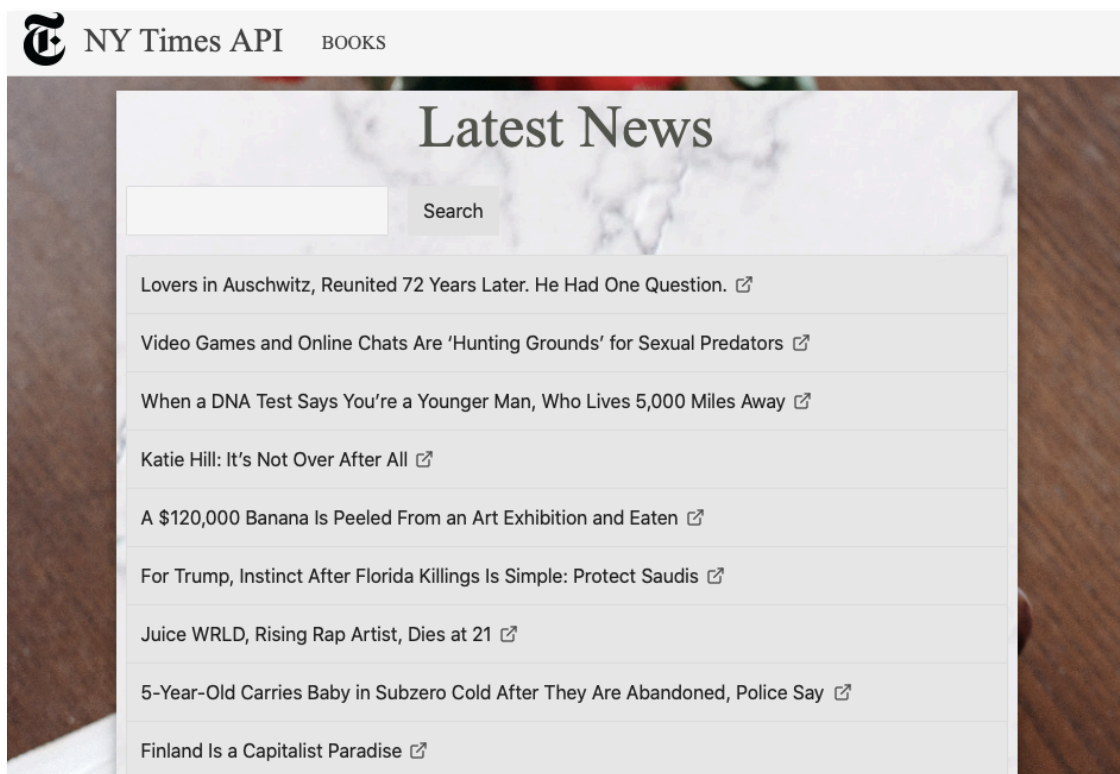 NY Times API BOOKS
Latest News
Search
Lovers in Auschwitz, Reunited 72 Years Later. He Had One Question.
Video Games and Online Chats Are ‘Hunting Grounds’ for Sexual Predators
When a DNA Test Says You’re a Younger Man, Who Lives 5,000 Miles Away
Katie Hill: It’s Not Over After All
A $120,000 Banana Is Peeled From an Art Exhibition and Eaten
For Trump, Instinct After Florida Killings Is Simple: Protect Saudis
Juice WRLD, Rising Rap Artist, Dies at 21
5-Year-Old Carries Baby in Subzero Cold After They Are Abandoned, Police Say
Finland Is a Capitalist Paradise